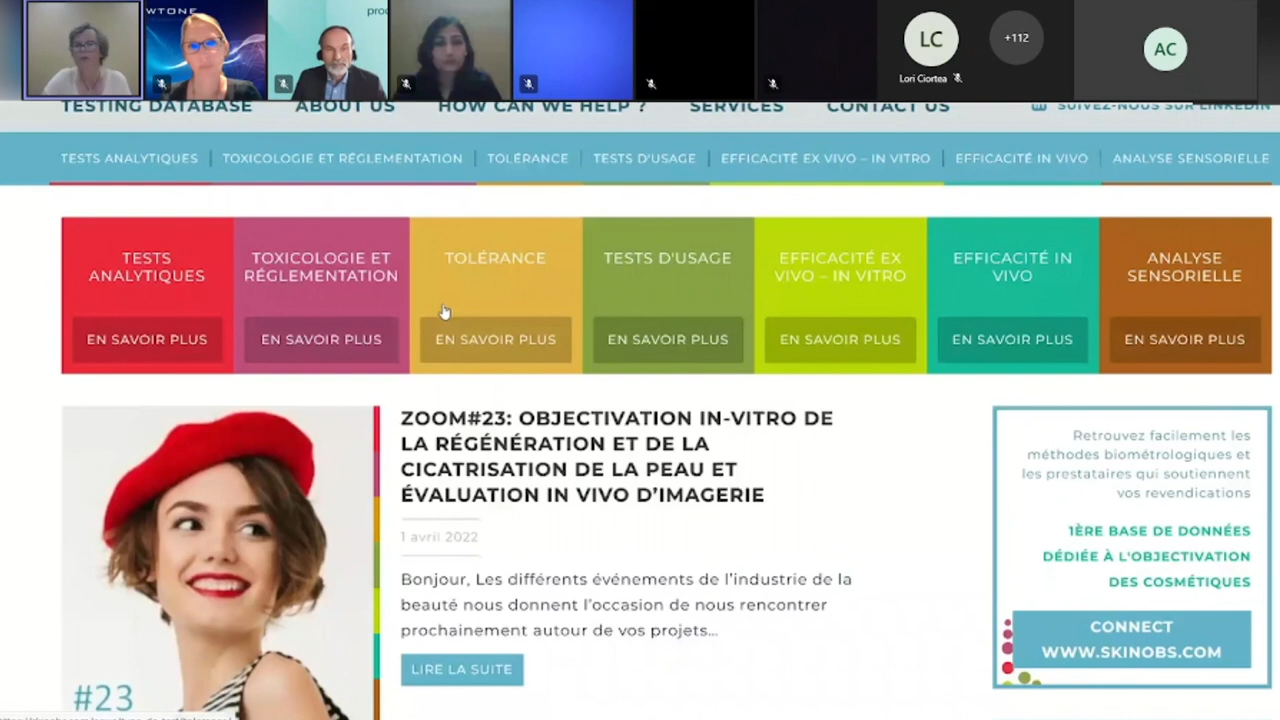 WTONE
prod
LC
+112
AC
Lori Ciortea
TESTING DATABASE ABOUT US HOW CAN WE HELP ? SERVICES CONTACT US SUIVEZ-NOUS SUR LINKEDIN
TESTS ANALYTIQUES TOXICOLOGIE ET RÉGLEMENTATION TOLÉRANCE TESTS D'USAGE EFFICACITÉ EX VIVO – IN VITRO EFFICACITÉ IN VIVO ANALYSE SENSORIELLE
TESTS
ANALYTIQUES
EN SAVOIR PLUS
TOXICOLOGIE ET
RÉGLEMENTATION
EN SAVOIR PLUS
TOLÉRANCE
EN SAVOIR PLUS
TESTS D'USAGE
EN SAVOIR PLUS
EFFICACITÉ EX
VIVO – IN VITRO
EN SAVOIR PLUS
EFFICACITÉ IN
VIVO
EN SAVOIR PLUS
ANALYSE
SENSORIELLE
EN SAVOIR PLUS
#23
ZOOM#23: OBJECTIVATION IN-VITRO DE
LA RÉGÉNÉRATION ET DE LA
CICATRISATION DE LA PEAU ET
ÉVALUATION IN VIVO D'IMAGERIE
1 avril 2022
Bonjour, Les différents événements de l'industrie de la
beauté nous donnent l'occasion de nous rencontrer
prochainement autour de vos projets…
LIRE LA SUITE
Retrouvez facilement les
méthodes biométrologiques et
les prestataires qui soutiennent
vos revendications
1ÈRE BASE DE DONNÉES
DÉDIÉE À L'OBJECTIVATION
DES COSMÉTIQUES
CONNECT
WWW.SKINOBS.COM